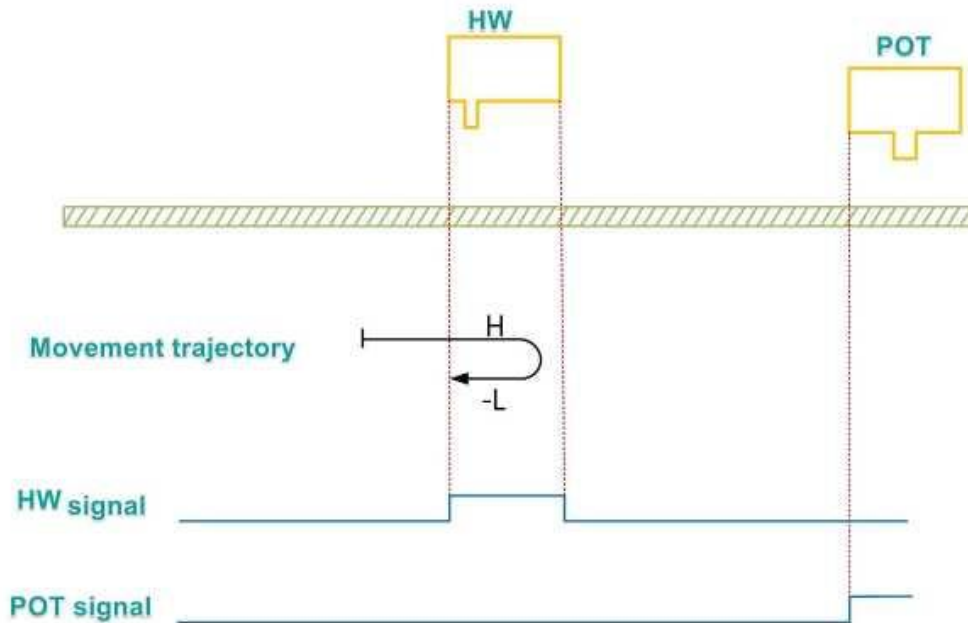 HW
POT
H
Movement trajectory
-L
HW signal
POT signal